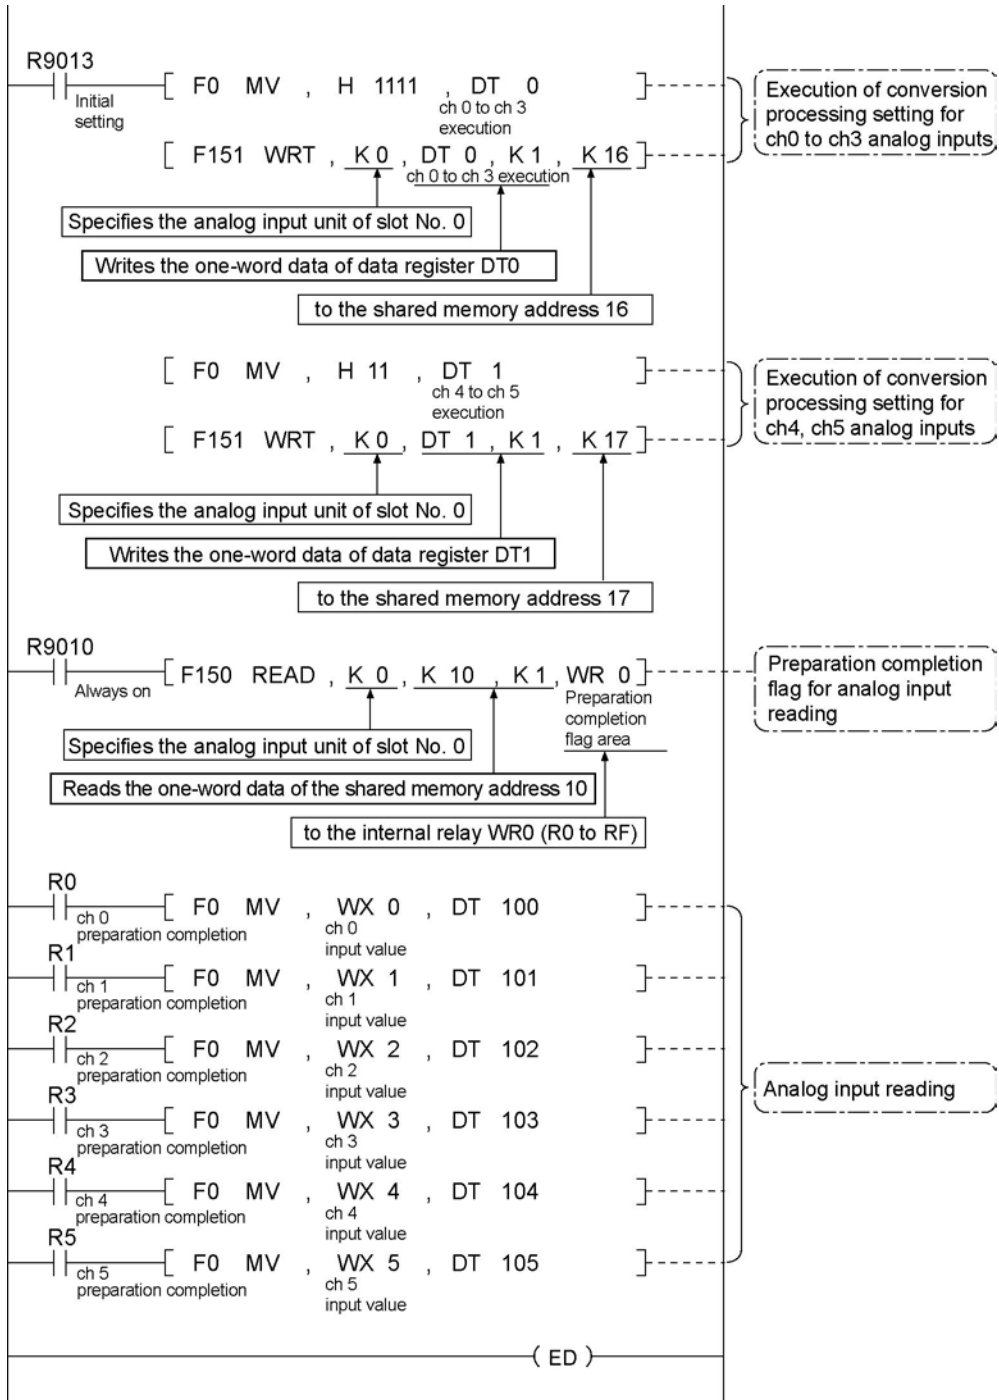 R9013
Initial
setting
[ F0 MV , H 1111 , DT 0 ]
ch 0 to ch 3
execution
Execution of conversion
processing setting for
ch0 to ch3 analog inputs
[ F151 WRT , K 0 , DT 0 , K 1 , K 16 ]
ch 0 to ch 3 execution
Specifies the analog input unit of slot No. 0
Writes the one-word data of data register DT0
to the shared memory address 16
[ F0 MV , H 11 , DT 1 ]
ch 4 to ch 5
execution
Execution of conversion
processing setting for
ch4, ch5 analog inputs
[ F151 WRT , K 0 , DT 1 , K 1 , K 17 ]
Specifies the analog input unit of slot No. 0
Writes the one-word data of data register DT1
to the shared memory address 17
R9010
Always on
[ F150 READ , K 0 , K 10 , K 1 , WR 0 ]
Preparation
completion
flag area
Preparation completion
flag for analog input
reading
Specifies the analog input unit of slot No. 0
Reads the one-word data of the shared memory address 10
to the internal relay WR0 (R0 to RF)
R0
[ F0 MV , WX 0 , DT 100 ]
ch 0
preparation completion
ch 0
input value
R1
[ F0 MV , WX 1 , DT 101 ]
ch 1
preparation completion
ch 1
input value
R2
[ F0 MV , WX 2 , DT 102 ]
ch 2
preparation completion
ch 2
input value
R3
[ F0 MV , WX 3 , DT 103 ]
ch 3
preparation completion
ch 3
input value
Analog input reading
R4
[ F0 MV , WX 4 , DT 104 ]
ch 4
preparation completion
ch 4
input value
R5
[ F0 MV , WX 5 , DT 105 ]
ch 5
preparation completion
ch 5
input value
( ED )